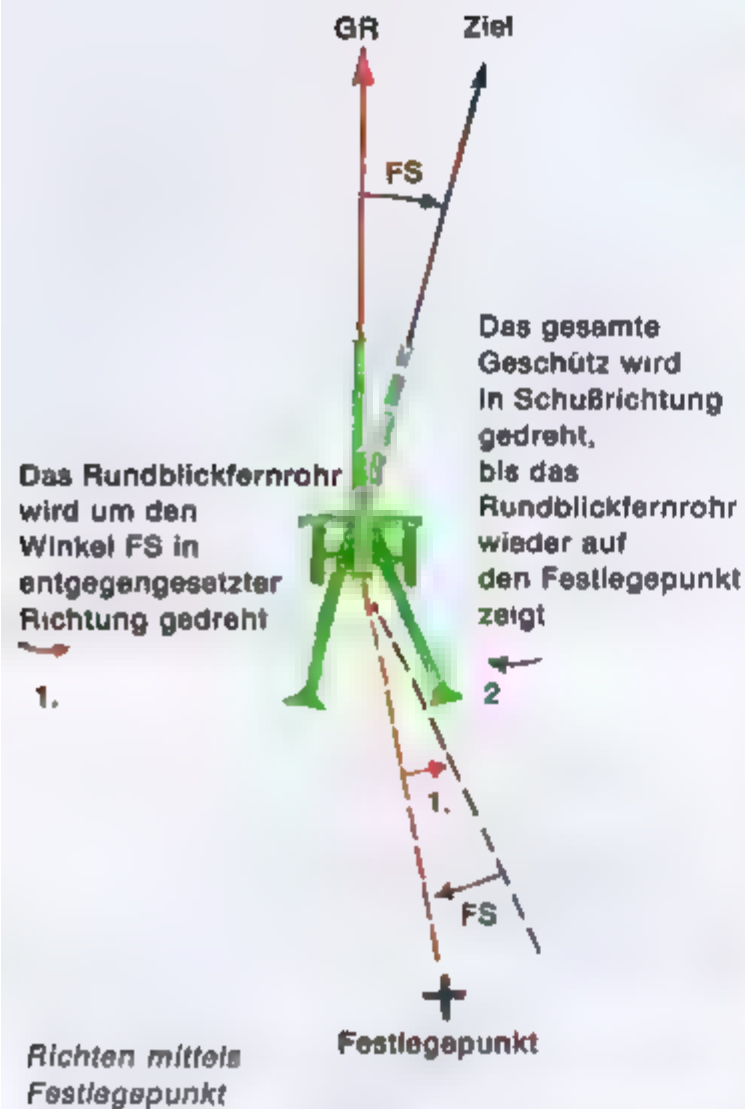 GR
Ziel
FS
Das gesamte
Geschütz wird
in Schußrichtung
gedreht,
bis das
Rundblickfernrohr
wieder auf
den Festlegepunkt
zeigt
2
Das Rundblickfernrohr
wird um den
Winkel FS in
entgegengesetzter
Richtung gedreht
1.
1.
FS
Festlegepunkt
Richten mittels
Festlegepunkt